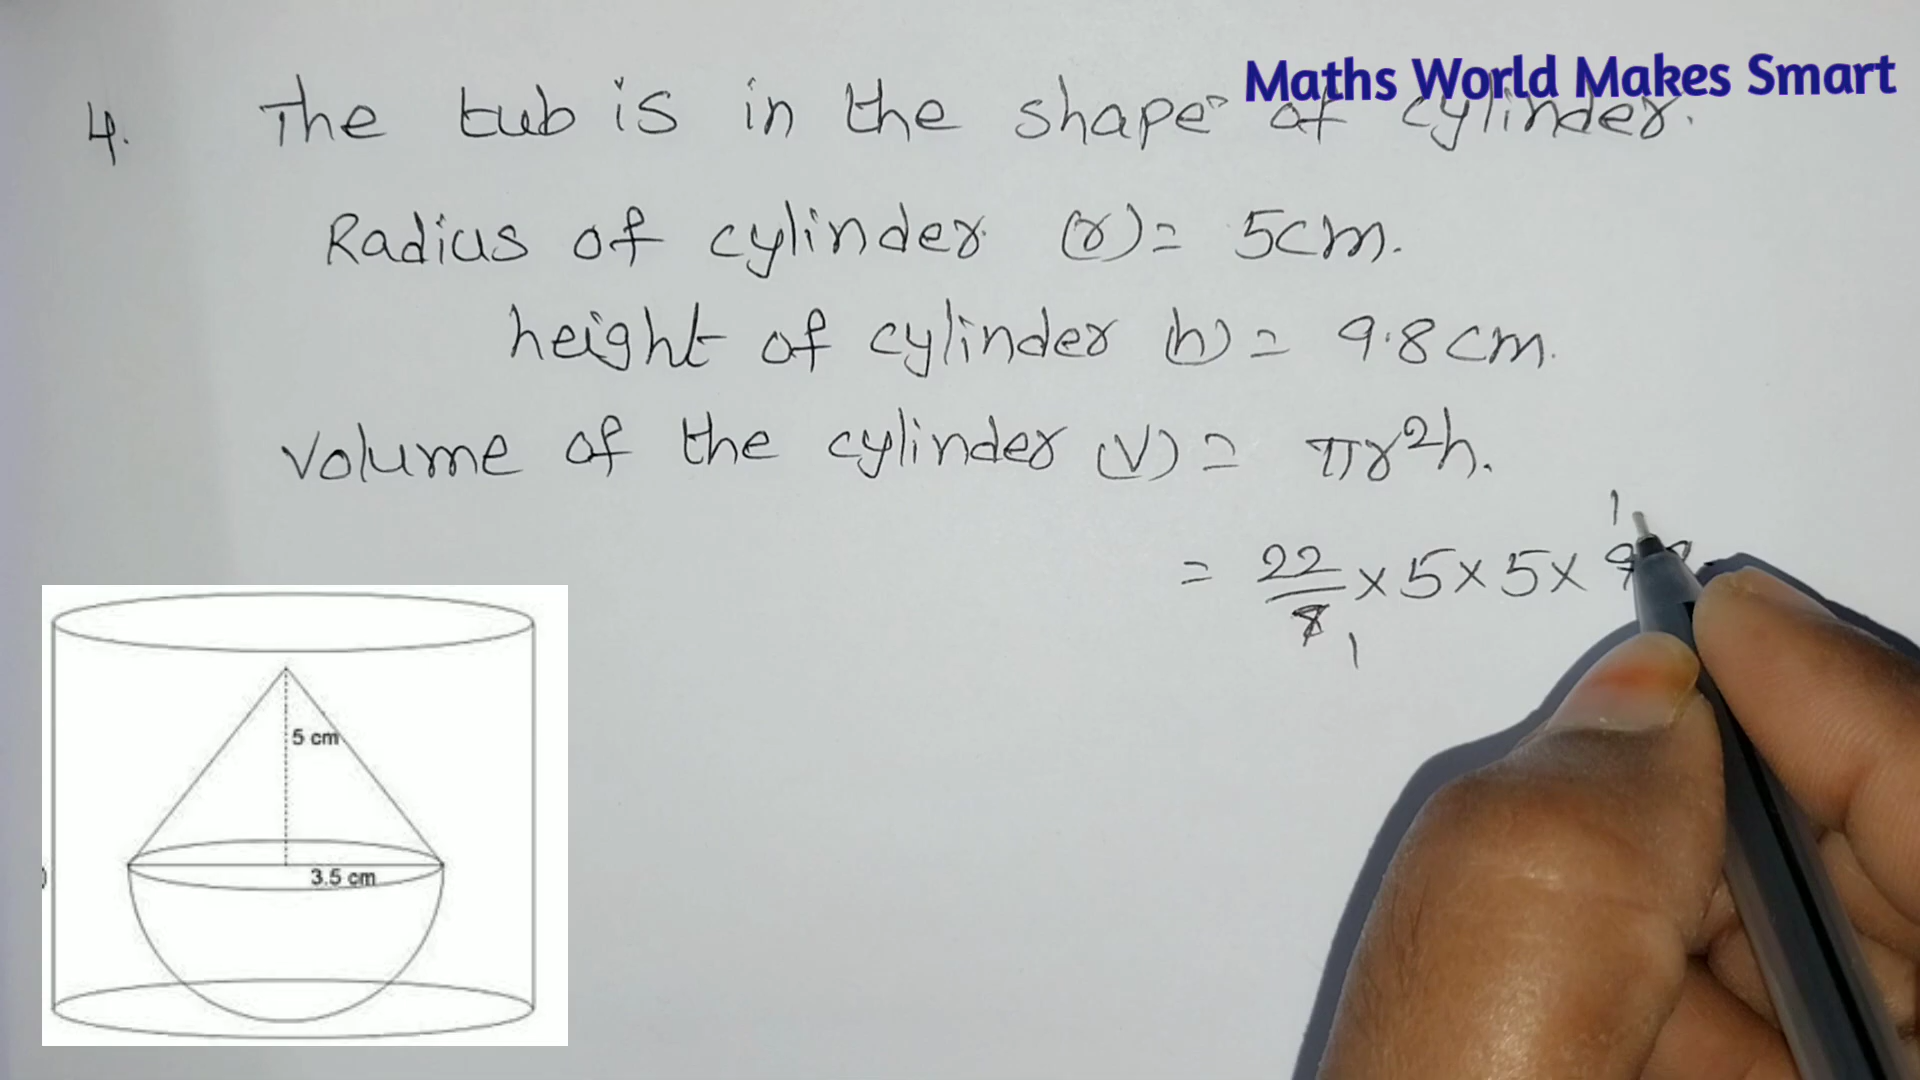 Maths World Makes Smart
4. The tub is in the shape of cylinder.
Radius of cylinder (r) = 5cm.
height of cylinder (h) = 9.8cm.
Volume of the cylinder (V) = πr²h.
1
= 22/7 × 5 × 5 ×
1
5 cm
3.5 cm